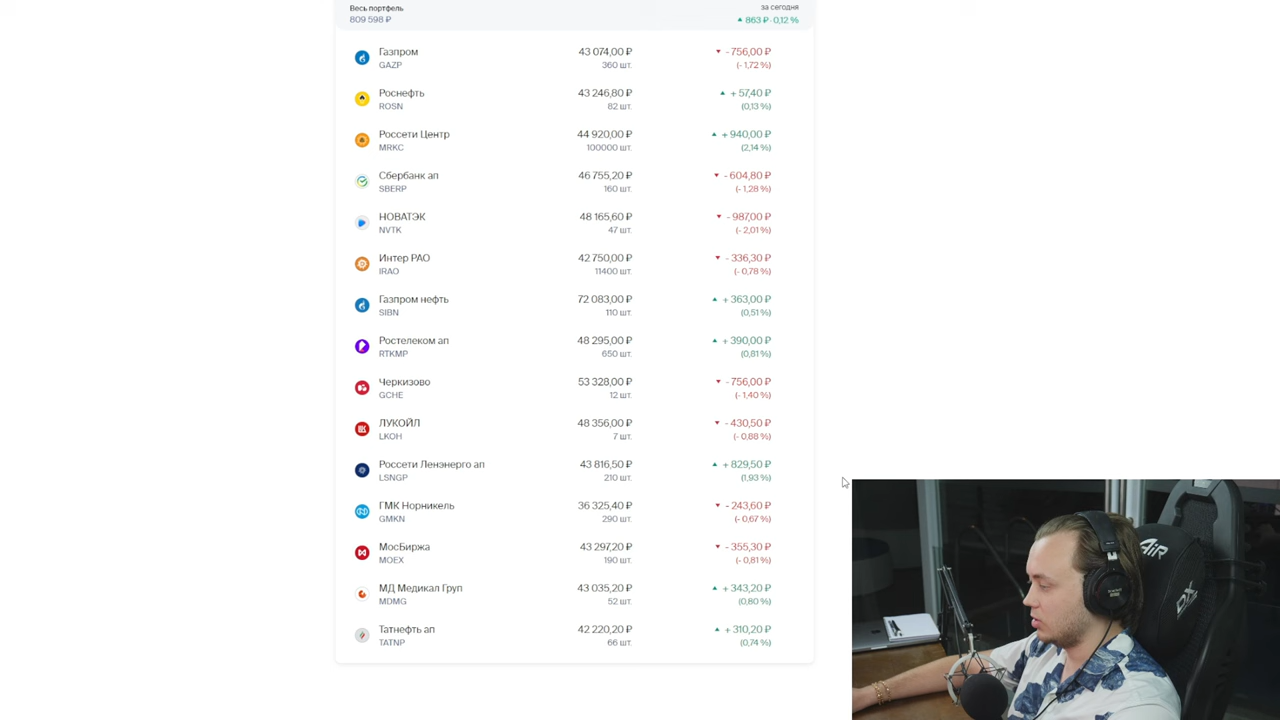 Весь портфель
за сегодня
809 598 ₽
863 ₽ · 0,12 %
Газпром 43 074,00 ₽ - 756,00 ₽
GAZP 360 шт. (- 1,72 %)
Роснефть 43 246,80 ₽ + 57,40 ₽
ROSN 82 шт. (0,13 %)
Россети Центр 44 920,00 ₽ + 940,00 ₽
MRKC 100000 шт. (2,14 %)
Сбербанк ап 46 755,20 ₽ - 604,80 ₽
SBERP 160 шт. (- 1,28 %)
НОВАТЭК 48 165,60 ₽ - 987,00 ₽
NVTK 47 шт. (- 2,01 %)
Интер РАО 42 750,00 ₽ - 336,30 ₽
IRAO 11400 шт. (- 0,78 %)
Газпром нефть 72 083,00 ₽ + 363,00 ₽
SIBN 110 шт. (0,51 %)
Ростелеком ап 48 295,00 ₽ + 390,00 ₽
RTKMP 650 шт. (0,81 %)
Черкизово 53 328,00 ₽ - 756,00 ₽
GCHE 12 шт. (- 1,40 %)
ЛУКОЙЛ 48 356,00 ₽ - 430,50 ₽
LKOH 7 шт. (- 0,88 %)
Россети Ленэнерго ап 43 816,50 ₽ + 829,50 ₽
LSNGP 210 шт. (1,93 %)
ГМК Норникель 36 325,40 ₽ - 243,60 ₽
GMKN 290 шт. (- 0,67 %)
МосБиржа 43 297,20 ₽ - 355,30 ₽
MOEX 190 шт. (- 0,81 %)
МД Медикал Груп 43 035,20 ₽ + 343,20 ₽
MDMG 52 шт. (0,80 %)
Татнефть ап 42 220,20 ₽ + 310,20 ₽
TATNP 66 шт. (0,74 %)
AiR